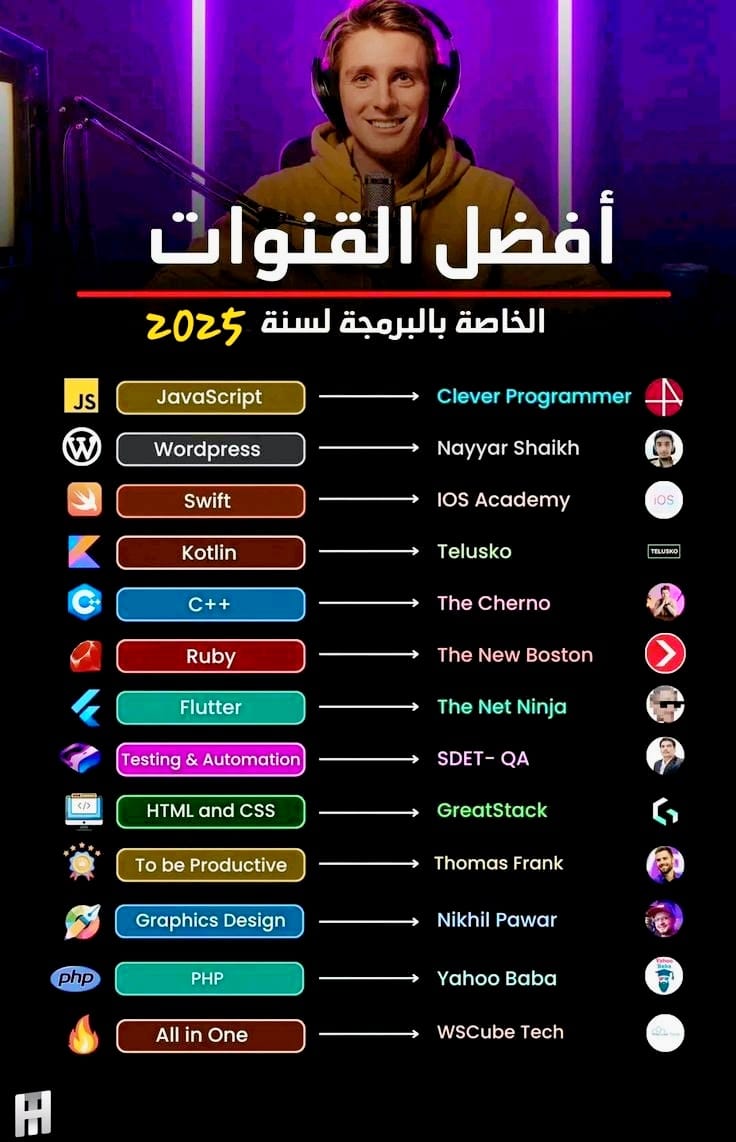 أفضل القنوات
الخاصة بالبرمجة لسنة 2025
JS JavaScript Clever Programmer
Wordpress Nayyar Shaikh
Swift IOS Academy iOS
Kotlin Telusko TELUSKO
C++ The Cherno
Ruby The New Boston
Flutter The Net Ninja
Testing & Automation SDET- QA
</> HTML and CSS GreatStack
To be Productive Thomas Frank
Graphics Design Nikhil Pawar
php PHP Yahoo Baba Yahoo Baba
All in One WSCube Tech